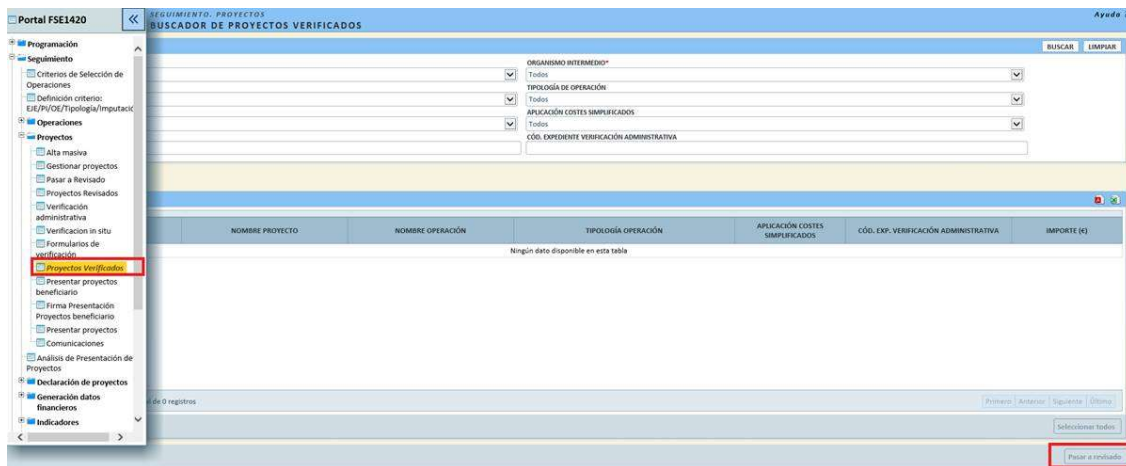 Portal FSE1420
SEGUIMIENTO. PROYECTOS
BUSCADOR DE PROYECTOS VERIFICADOS
Ayuda
BUSCAR LIMPIAR
Programación
Seguimiento
Criterios de Selección de
Operaciones
Definición criterio:
EJE/PI/OE/Tipología/Imputació
Operaciones
Proyectos
Alta masiva
Gestionar proyectos
Pasar a Revisado
Proyectos Revisados
Verificación
administrativa
Verificacion in situ
Formularios de
verificación
Proyectos Verificados
Presentar proyectos
beneficiario
Firma Presentación
Proyectos beneficiario
Presentar proyectos
Comunicaciones
Análisis de Presentación de
Proyectos
Declaración de proyectos
Generación datos
financieros
Indicadores
ORGANISMO INTERMEDIO*
Todos
TIPOLOGÍA DE OPERACIÓN
Todos
APLICACIÓN COSTES SIMPLIFICADOS
Todos
CÓD. EXPEDIENTE VERIFICACIÓN ADMINISTRATIVA
NOMBRE PROYECTO NOMBRE OPERACIÓN TIPOLOGÍA OPERACIÓN APLICACIÓN COSTES SIMPLIFICADOS CÓD. EXP. VERIFICACIÓN ADMINISTRATIVA IMPORTE (€)
Ningún dato disponible en esta tabla
de 0 registros
Primero Anterior Siguiente Último
Seleccionar todos
Pasar a revisado